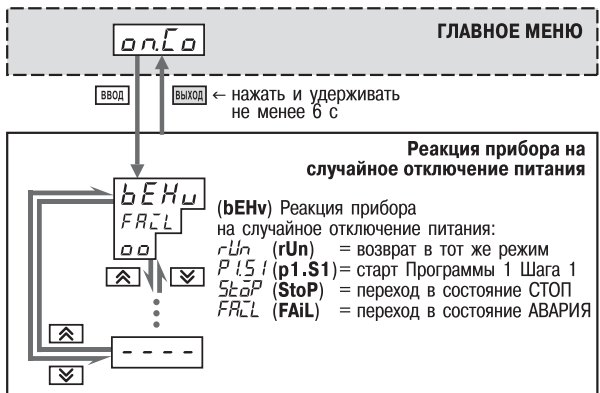 ГЛАВНОЕ МЕНЮ
on.Co
ВВОД
ВЫХОД ← нажать и удерживать
не менее 6 с
Реакция прибора на
случайное отключение питания
bEHv
FAiL
oo
(bEHv) Реакция прибора
на случайное отключение питания:
rUn (rUn) = возврат в тот же режим
P1.S1 (p1.S1) = старт Программы 1 Шага 1
StoP (StoP) = переход в состояние СТОП
FAiL (FAiL) = переход в состояние АВАРИЯ
- - - -